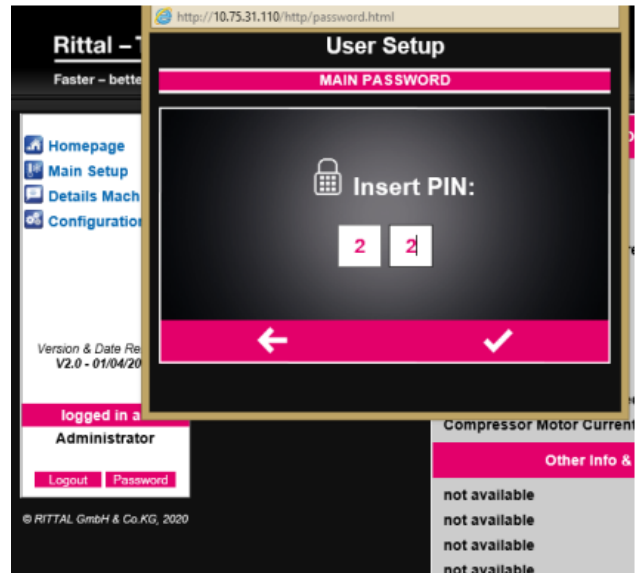 http://10.75.31.110/http/password.html
Rittal –
User Setup
Faster –
MAIN PASSWORD
Homepage
Main Setup
Details Mach
Configuration
Insert PIN:
2 2
Version & Date Re
V2.0 - 01/04/20
logged in a
Administrator
Logout Password
© RITTAL GmbH & Co.KG, 2020
Compressor Motor Current
Other Info &
not available
not available
not available
not available